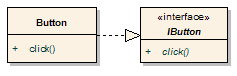 Button
+ click()
«interface»
IButton
+ click()